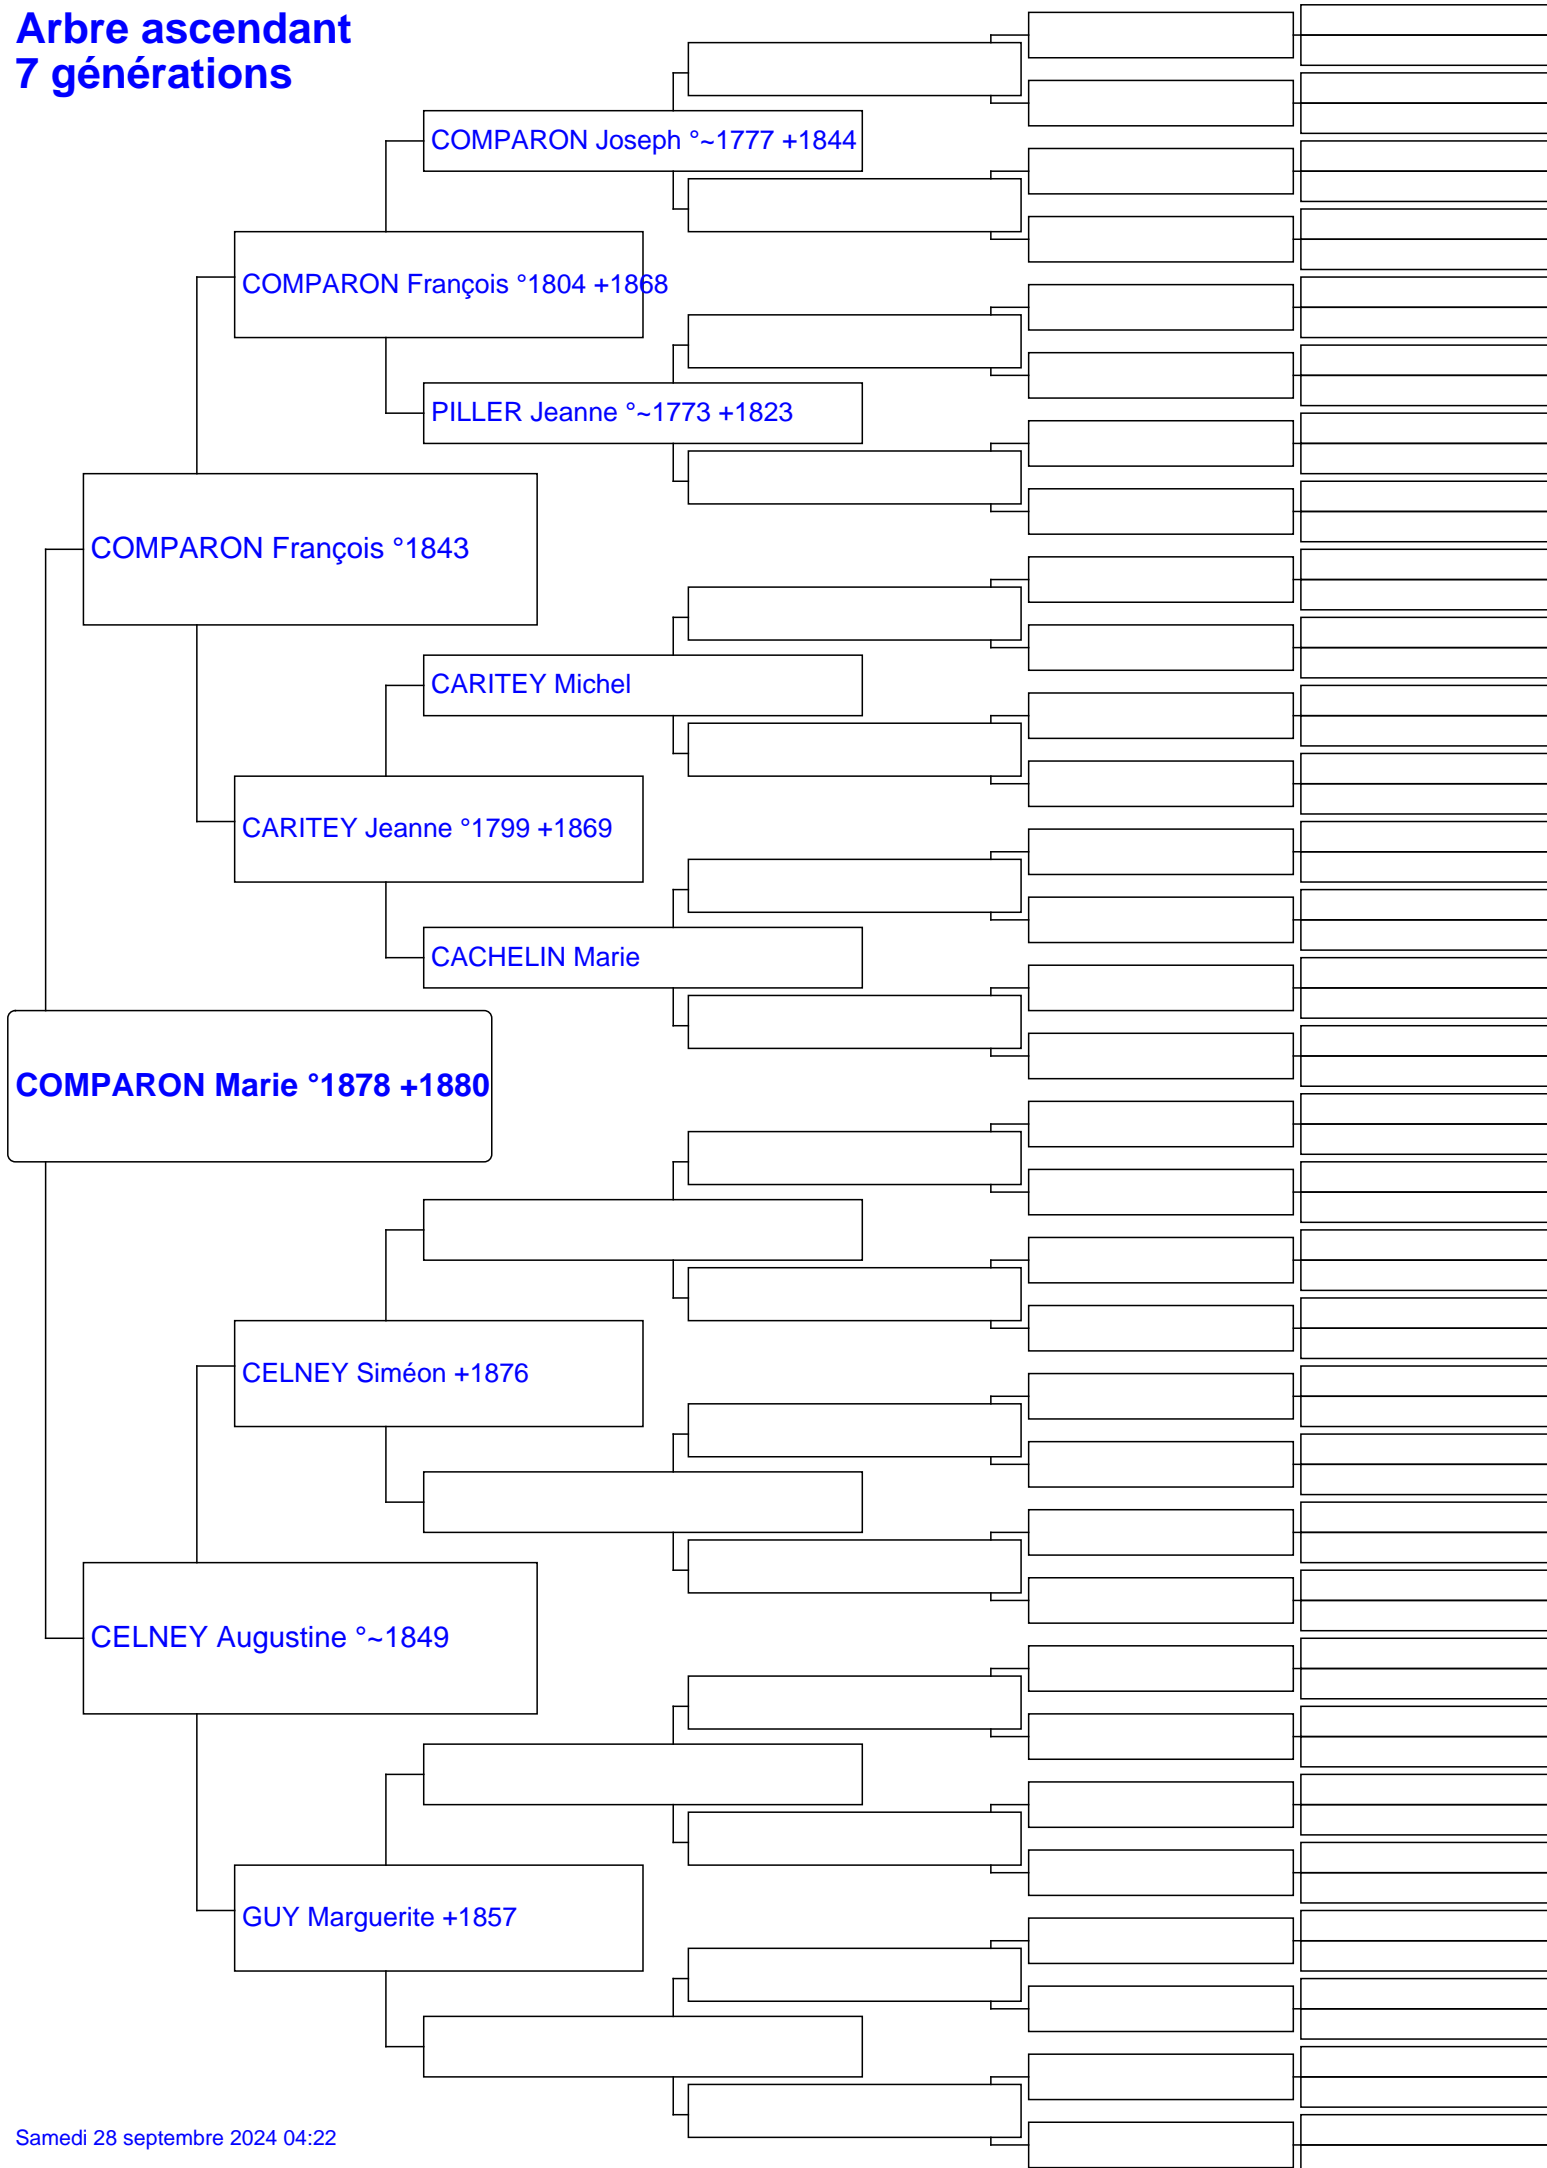 Arbre ascendant
7 générations
COMPARON Joseph °~1777 +1844
COMPARON François °1804 +1868
PILLER Jeanne °~1773 +1823
COMPARON François °1843
CARITEY Michel
CARITEY Jeanne °1799 +1869
CACHELIN Marie
COMPARON Marie °1878 +1880
CELNEY Siméon +1876
CELNEY Augustine °~1849
GUY Marguerite +1857
Samedi 28 septembre 2024 04:22